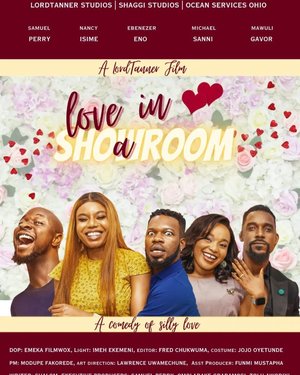 LORDTANNER STUDIOS | SHAGGI STUDIOS | OCEAN SERVICES OHIO
SAMUEL PERRY
NANCY ISIME
EBENEZER ENO
MICHAEL SANNI
MAWULI GAVOR
A LordTanner Film
love in
a
SHOWROOM
A comedy of silly love
DOP: EMEKA FILMWOX, LIGHT: IMEH EKEMENI, EDITOR: FRED CHUKWUMA, COSTUME: JOJO OYETUNDE
PM: MODUPE FAKOREDE, ART DIRECTION: LAWRENCE UWAMECHUNE, ASST PRODUCER: FUNMI MUSTAPHA